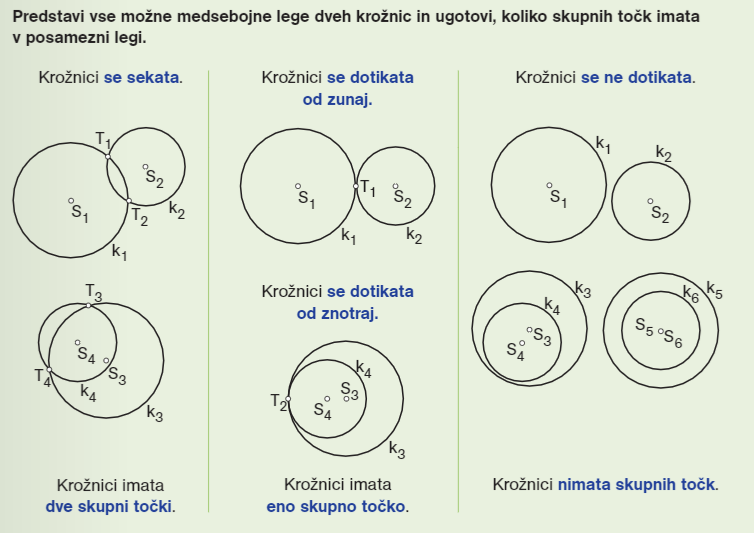 Predstavi vse možne medsebojne lege dveh krožnic in ugotovi, koliko skupnih točk imata
v posamezni legi.
Krožnici se sekata.
T1
S2
S1
T2
k2
k1
T3
S4
S3
T4
k4
k3
Krožnici imata
dve skupni točki.
Krožnici se dotikata
od zunaj.
S1
T1
S2
k1
k2
Krožnici se dotikata
od znotraj.
k4
T2
S3
S4
k3
Krožnici imata
eno skupno točko.
Krožnici se ne dotikata.
k1
k2
S1
S2
k3
k4
S3
S4
k6
k5
S5
S6
Krožnici nimata skupnih točk.